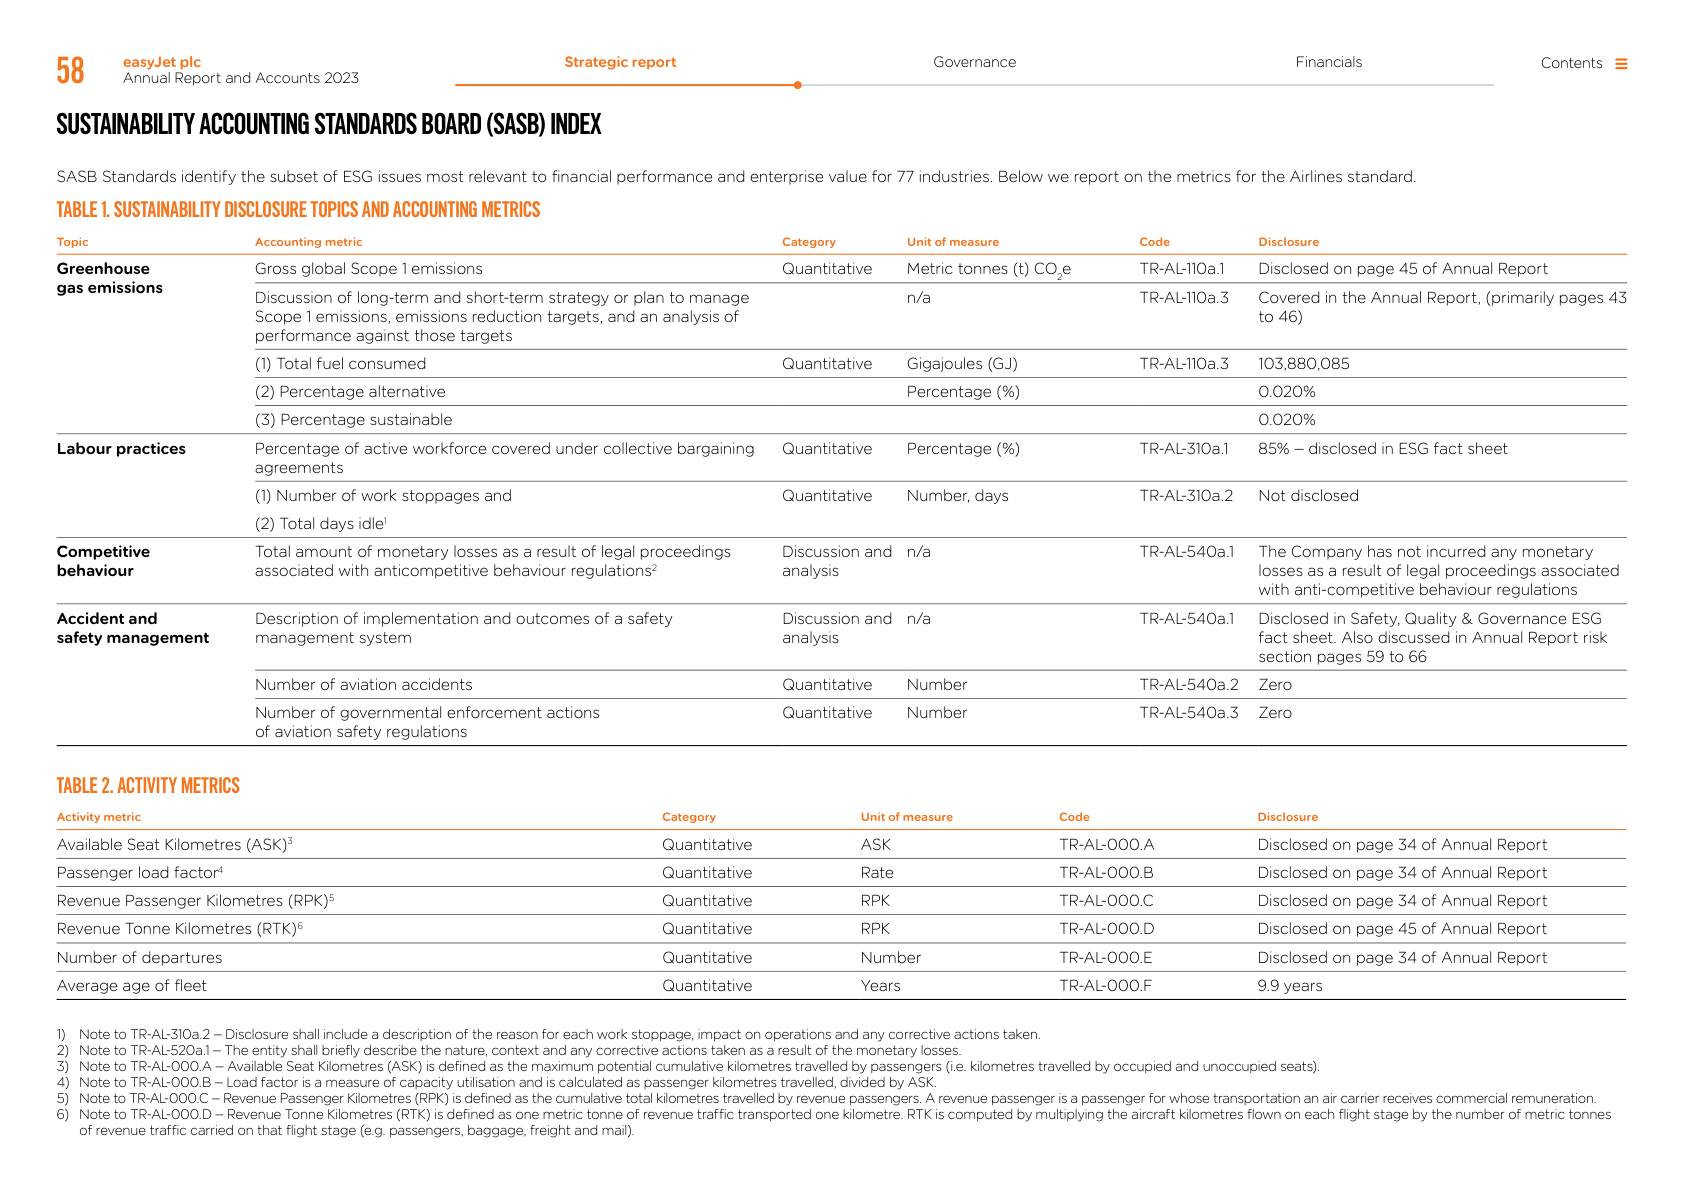 58
easyJet plc
Annual Report and Accounts 2023
Strategic report
Governance
Financials
Contents
SUSTAINABILITY ACCOUNTING STANDARDS BOARD (SASB) INDEX
SASB Standards identify the subset of ESG issues most relevant to financial performance and enterprise value for 77 industries. Below we report on the metrics for the Airlines standard.
TABLE 1. SUSTAINABILITY DISCLOSURE TOPICS AND ACCOUNTING METRICS
Topic Accounting metric Category Unit of measure Code Disclosure
Greenhouse gas emissions Gross global Scope 1 emissions Quantitative Metric tonnes (t) CO2e TR-AL-110a.1 Disclosed on page 45 of Annual Report
Discussion of long-term and short-term strategy or plan to manage n/a TR-AL-110a.3 Covered in the Annual Report, (primarily pages 43
Scope 1 emissions, emissions reduction targets, and an analysis of to 46)
performance against those targets
(1) Total fuel consumed Quantitative Gigajoules (GJ) TR-AL-110a.3 103,880,085
(2) Percentage alternative Percentage (%) 0.020%
(3) Percentage sustainable 0.020%
Labour practices Percentage of active workforce covered under collective bargaining Quantitative Percentage (%) TR-AL-310a.1 85% – disclosed in ESG fact sheet
agreements
(1) Number of work stoppages and Quantitative Number, days TR-AL-310a.2 Not disclosed
(2) Total days idle1
Competitive Total amount of monetary losses as a result of legal proceedings Discussion and n/a TR-AL-540a.1 The Company has not incurred any monetary
behaviour associated with anticompetitive behaviour regulations2 analysis losses as a result of legal proceedings associated
with anti-competitive behaviour regulations
Accident and Description of implementation and outcomes of a safety Discussion and n/a TR-AL-540a.1 Disclosed in Safety, Quality & Governance ESG
safety management management system analysis fact sheet. Also discussed in Annual Report risk
section pages 59 to 66
Number of aviation accidents Quantitative Number TR-AL-540a.2 Zero
Number of governmental enforcement actions Quantitative Number TR-AL-540a.3 Zero
of aviation safety regulations
TABLE 2. ACTIVITY METRICS
Activity metric Category Unit of measure Code Disclosure
Available Seat Kilometres (ASK)3 Quantitative ASK TR-AL-000.A Disclosed on page 34 of Annual Report
Passenger load factor4 Quantitative Rate TR-AL-000.B Disclosed on page 34 of Annual Report
Revenue Passenger Kilometres (RPK)5 Quantitative RPK TR-AL-000.C Disclosed on page 34 of Annual Report
Revenue Tonne Kilometres (RTK)6 Quantitative RPK TR-AL-000.D Disclosed on page 45 of Annual Report
Number of departures Quantitative Number TR-AL-000.E Disclosed on page 34 of Annual Report
Average age of fleet Quantitative Years TR-AL-000.F 9.9 years
1) Note to TR-AL-310a.2 – Disclosure shall include a description of the reason for each work stoppage, impact on operations and any corrective actions taken.
2) Note to TR-AL-520a.1 – The entity shall briefly describe the nature, context and any corrective actions taken as a result of the monetary losses.
3) Note to TR-AL-000.A – Available Seat Kilometres (ASK) is defined as the maximum potential cumulative kilometres travelled by passengers (i.e. kilometres travelled by occupied and unoccupied seats).
4) Note to TR-AL-000.B – Load factor is a measure of capacity utilisation and is calculated as passenger kilometres travelled, divided by ASK.
5) Note to TR-AL-000.C – Revenue Passenger Kilometres (RPK) is defined as the cumulative total kilometres travelled by revenue passengers. A revenue passenger is a passenger for whose transportation an air carrier receives commercial remuneration.
6) Note to TR-AL-000.D – Revenue Tonne Kilometres (RTK) is defined as one metric tonne of revenue traffic transported one kilometre. RTK is computed by multiplying the aircraft kilometres flown on each flight stage by the number of metric tonnes
of revenue traffic carried on that flight stage (e.g. passengers, baggage, freight and mail).